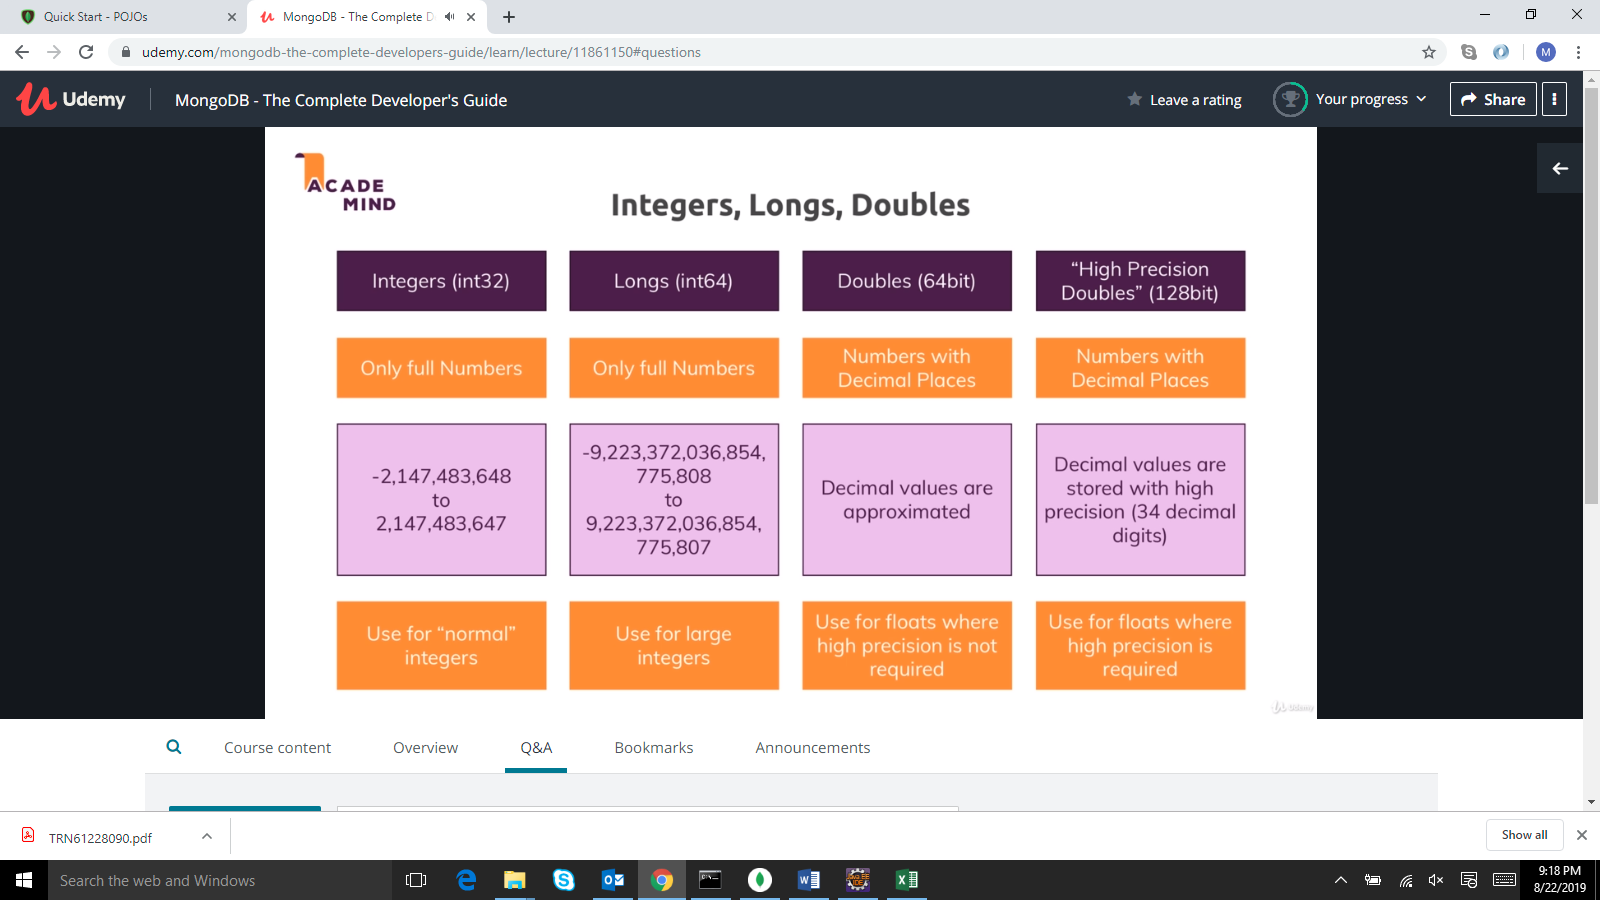 Quick Start - POJOs
MongoDB - The Complete D
udemy.com/mongodb-the-complete-developers-guide/learn/lecture/11861150#questions
M
Udemy
MongoDB - The Complete Developer's Guide
Leave a rating
Your progress
Share
ACADE
MIND
Integers, Longs, Doubles
Integers (int32)
Longs (int64)
Doubles (64bit)
“High Precision
Doubles” (128bit)
Only full Numbers
Only full Numbers
Numbers with
Decimal Places
Numbers with
Decimal Places
-2,147,483,648
to
2,147,483,647
-9,223,372,036,854,
775,808
to
9,223,372,036,854,
775,807
Decimal values are
approximated
Decimal values are
stored with high
precision (34 decimal
digits)
Use for “normal”
integers
Use for large
integers
Use for floats where
high precision is not
required
Use for floats where
high precision is
required
Udemy
Course content
Overview
Q&A
Bookmarks
Announcements
TRN61228090.pdf
Show all
Search the web and Windows
9:18 PM
8/22/2019